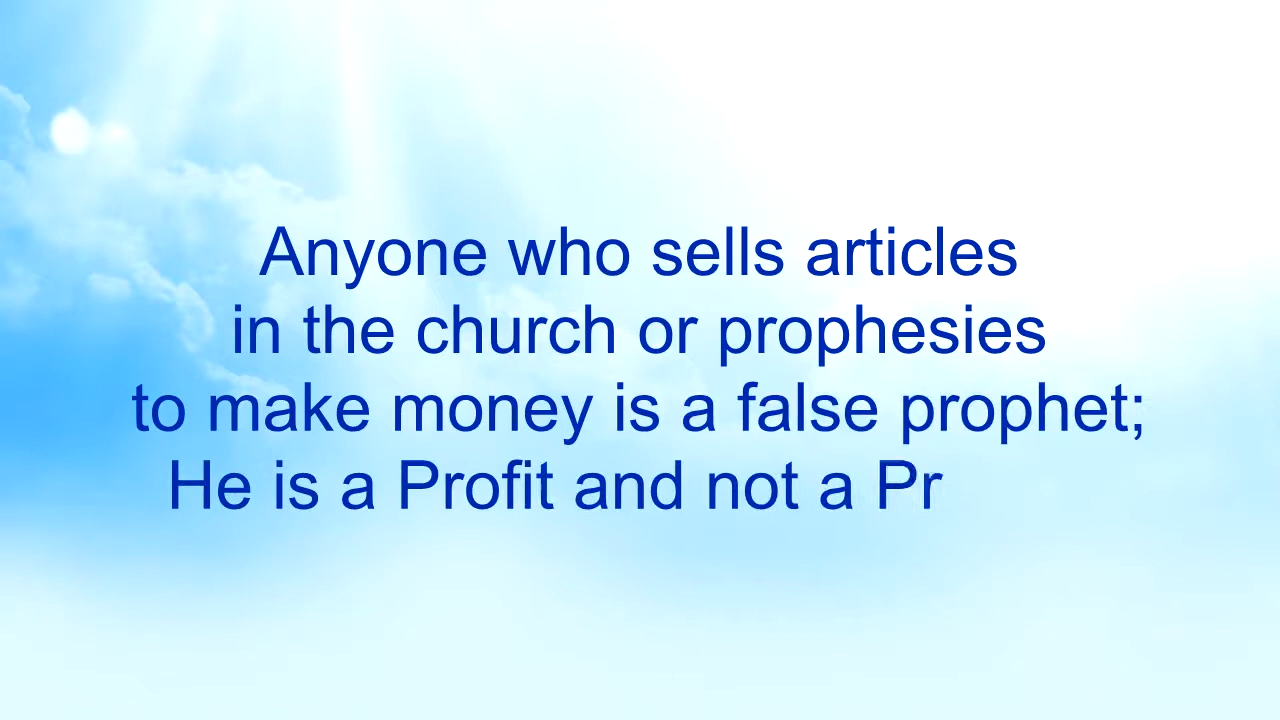 Anyone who sells articles
in the church or prophesies
to make money is a false prophet;
He is a Profit and not a Pr